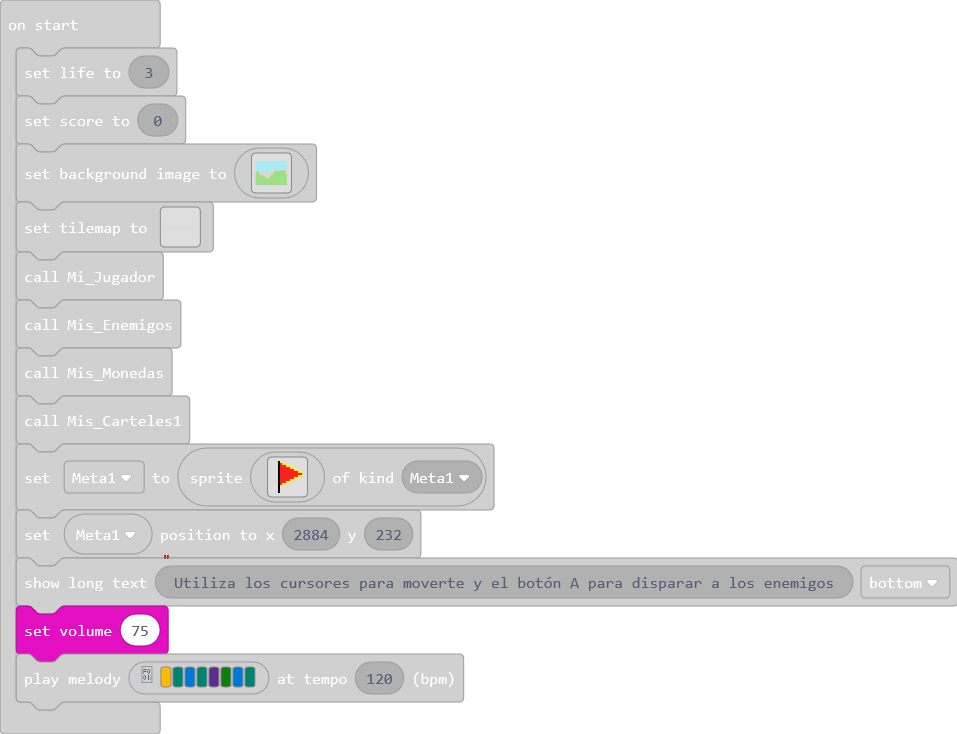 on start
set life to 3
set score to 0
set background image to
set tilemap to
call Mi_Jugador
call Mis_Enemigos
call Mis_Monedas
call Mis_Carteles1
set Meta1 to sprite of kind Meta1
set Meta1 position to x 2884 y 232
show long text " Utiliza los cursores para moverte y el botón A para disparar a los enemigos bottom
set volume 75
play melody at tempo 120 (bpm)